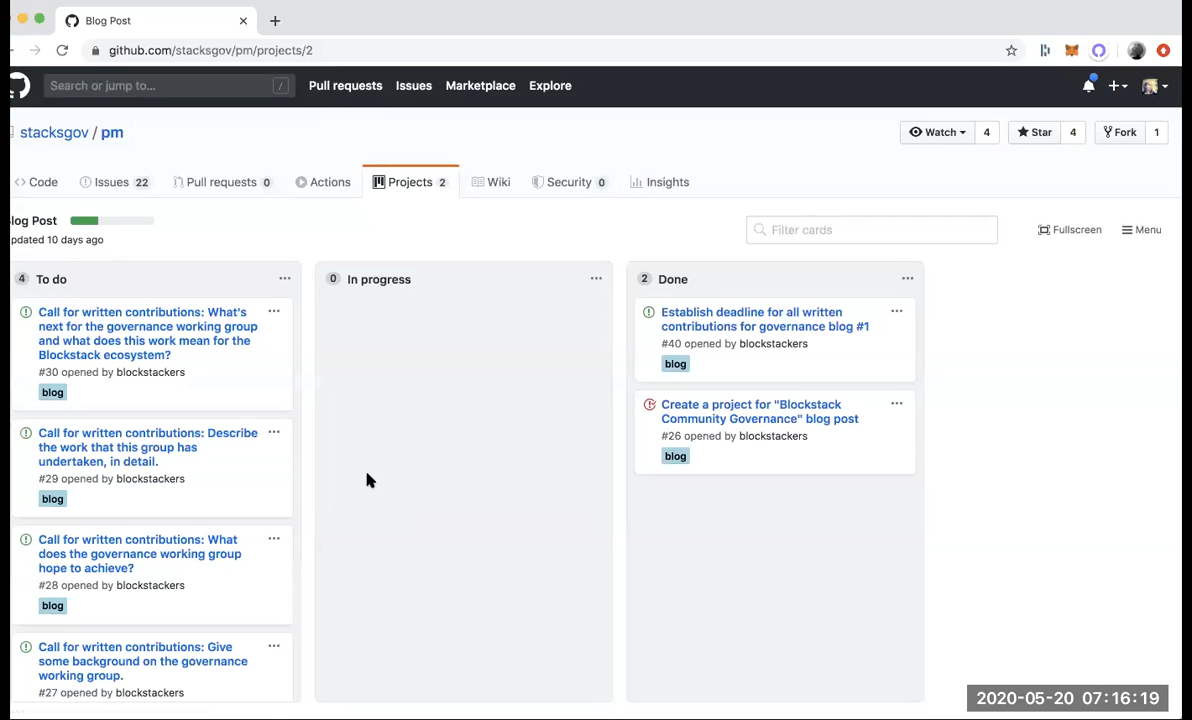 Blog Post
github.com/stacksgov/pm/projects/2
Search or jump to...
/
Pull requests
Issues
Marketplace
Explore
stacksgov / pm
Watch
4
Star
4
Fork
1
Code
Issues 22
Pull requests 0
Actions
Projects 2
Wiki
Security 0
Insights
log Post
pdated 10 days ago
Filter cards
Fullscreen
Menu
4 To do
Call for written contributions: What's
next for the governance working group
and what does this work mean for the
Blockstack ecosystem?
#30 opened by blockstackers
blog
Call for written contributions: Describe
the work that this group has
undertaken, in detail.
#29 opened by blockstackers
blog
Call for written contributions: What
does the governance working group
hope to achieve?
#28 opened by blockstackers
blog
Call for written contributions: Give
some background on the governance
working group.
#27 opened by blockstackers
0 In progress
2 Done
Establish deadline for all written
contributions for governance blog #1
#40 opened by blockstackers
blog
Create a project for "Blockstack
Community Governance" blog post
#26 opened by blockstackers
blog
2020-05-20 07:16:19